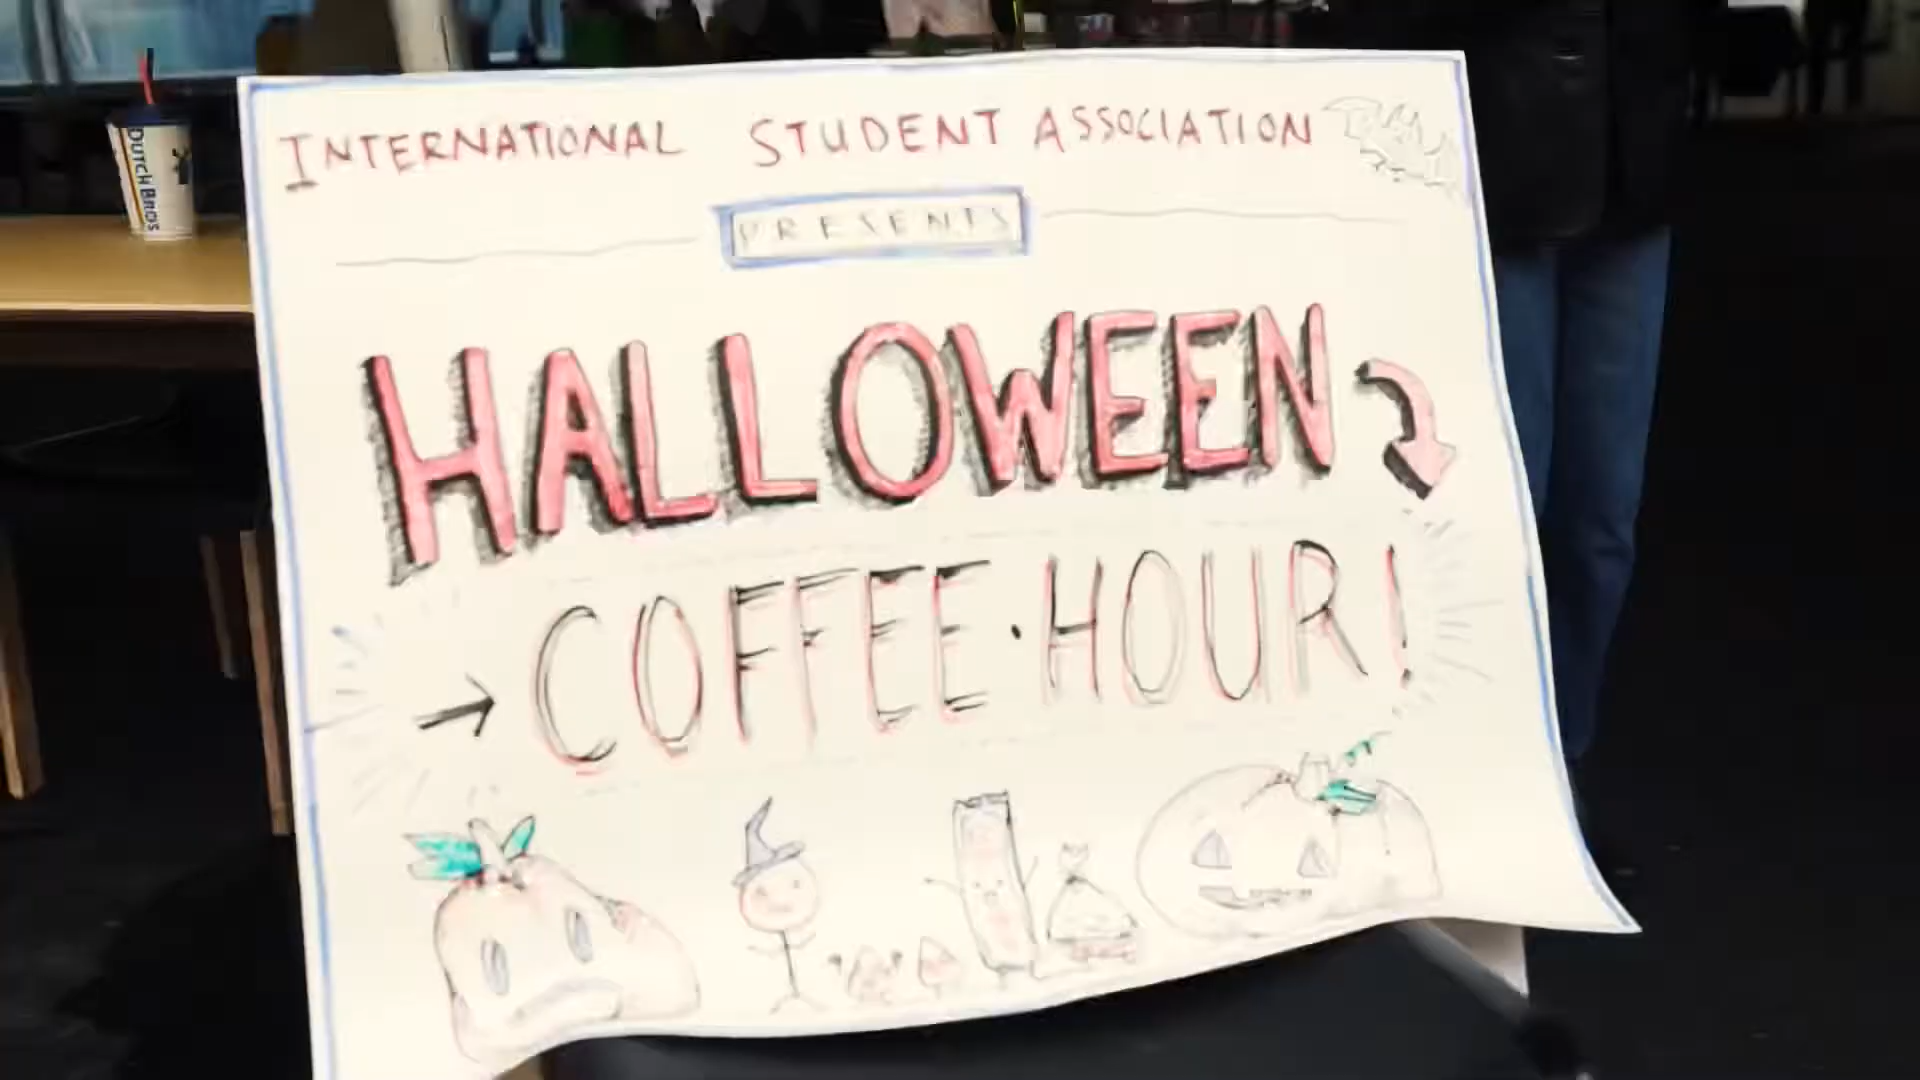 INTERNATIONAL STUDENT ASSOCIATION
PRESENTS
HALLOWEEN
COFFEE·HOUR!
DUTCH BROS